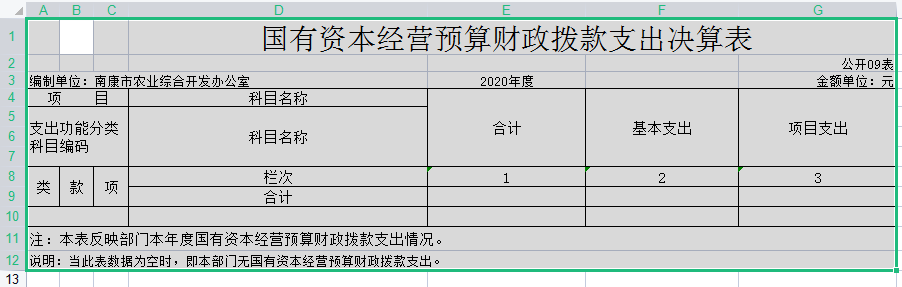 A B C D E F G
1 国有资本经营预算财政拨款支出决算表
2 公开09表
3 编制单位：南康市农业综合开发办公室 2020年度 金额单位：元
4 项 目 科目名称
5 支出功能分类科目编码 科目名称 合计 基本支出 项目支出
6
7
8 类 款 项 栏次 1 2 3
9 合计
10
11 注：本表反映部门本年度国有资本经营预算财政拨款支出情况。
12 说明：当此表数据为空时，即本部门无国有资本经营预算财政拨款支出。
13